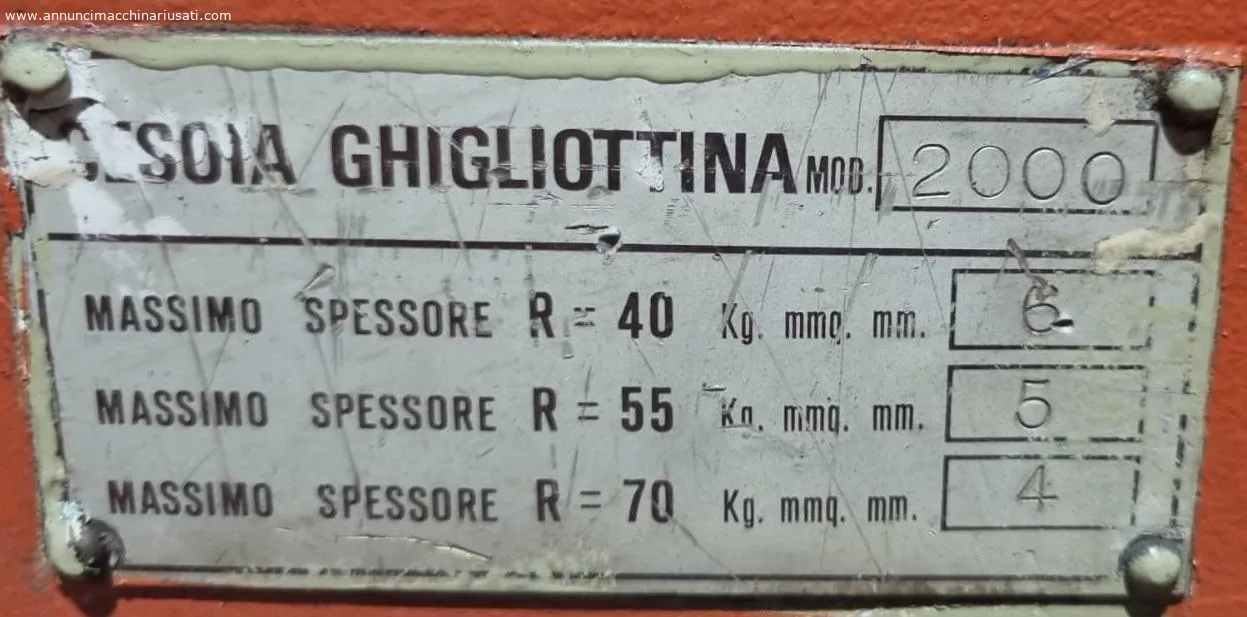 www.annuncimacchinariusati.com
CESOIA GHIGLIOTTINA MOD. 2000
MASSIMO SPESSORE R = 40 Kg. mmq. mm. 6
MASSIMO SPESSORE R = 55 Kg. mmq. mm. 5
MASSIMO SPESSORE R = 70 Kg. mmq. mm. 4